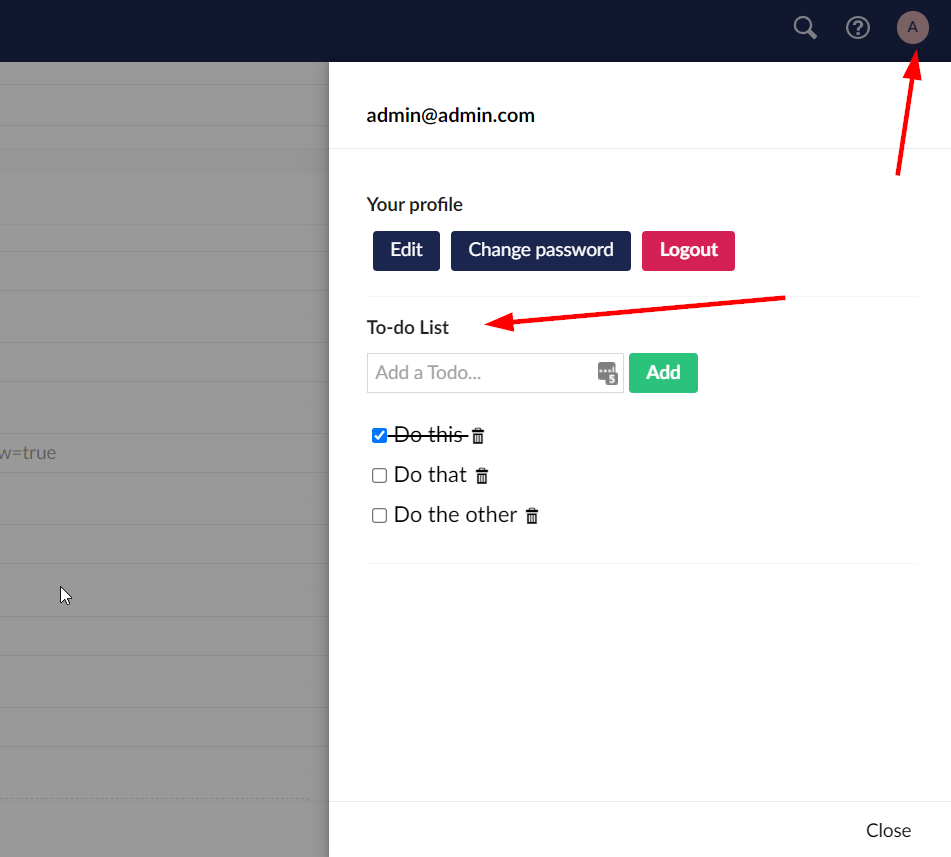 A
admin@admin.com
Your profile
Edit Change password Logout
To-do List
Add a Todo... 5 Add
Do this
w=true
Do that
Do the other
Close